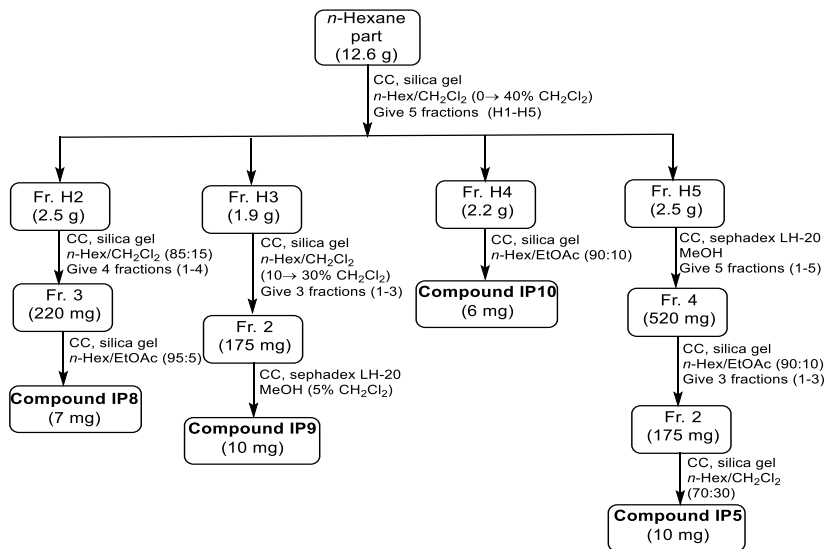 n-Hexane
part
(12.6 g)
CC, silica gel
n-Hex/CH₂Cl₂ (0→ 40% CH₂Cl₂)
Give 5 fractions (H1-H5)
Fr. H2
(2.5 g)
CC, silica gel
n-Hex/CH₂Cl₂ (85:15)
Give 4 fractions (1-4)
Fr. 3
(220 mg)
CC, silica gel
n-Hex/EtOAc (95:5)
Compound IP8
(7 mg)
Fr. H3
(1.9 g)
CC, silica gel
n-Hex/CH₂Cl₂
(10→ 30% CH₂Cl₂)
Give 3 fractions (1-3)
Fr. 2
(175 mg)
CC, sephadex LH-20
MeOH (5% CH₂Cl₂)
Compound IP9
(10 mg)
Fr. H4
(2.2 g)
CC, silica gel
n-Hex/EtOAc (90:10)
Compound IP10
(6 mg)
Fr. H5
(2.5 g)
CC, sephadex LH-20
MeOH
Give 5 fractions (1-5)
Fr. 4
(520 mg)
CC, silica gel
n-Hex/EtOAc (90:10)
Give 3 fractions (1-3)
Fr. 2
(175 mg)
CC, silica gel
n-Hex/CH₂Cl₂
(70:30)
Compound IP5
(10 mg)